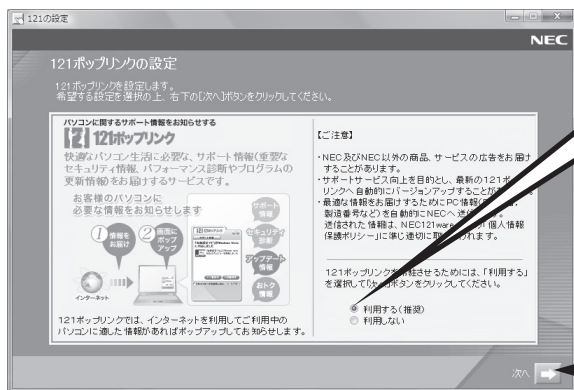 121の設定
NEC
121ポップリンクの設定
121ポップリンクを設定します。
希望する設定を選択の上、右下の[次へ]ボタンをクリックしてください。
パソコンに関するサポート情報をお知らせする
121ポップリンク
快適なパソコン生活に必要な、サポート情報(重要な
セキュリティ情報、パフォーマンス診断やプログラムの
更新情報)をお届けするサービスです。
お客様のパソコンに
必要な情報をお知らせします
1 情報を
お届け
2 画面に
ポップ
アップ
インターネット
サポート
情報
セキュリティ
診断
アップデート
情報
おトク
情報
121ポップリンクでは、インターネットを利用してご利用中の
パソコンに適した情報があればポップアップしてお知らせします。
【ご注意】
・NEC及びNEC以外の商品、サービスの広告をお届け
することがあります。
・サポートサービス向上を目的とし、最新の121ポ
リンクへ自動的にバージョンアップすることが
・最適な情報をお届けするためにPC情報
製造番号など)を自動的にNECへ送信
送信された情報は、NEC121ware 個人情報
保護ポリシー」に準じ適切に取 われます。
121ポップリンクを させるためには、「利用する」
を選択して[次へ]ボタンをクリックしてください。
利用する(推奨)
利用しない
次へ